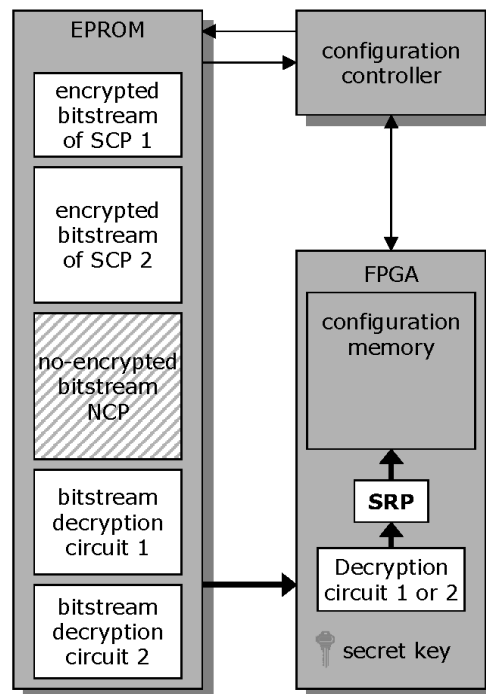 EPROM
encrypted
bitstream
of SCP 1
encrypted
bitstream
of SCP 2
no-encrypted
bitstream
NCP
bitstream
decryption
circuit 1
bitstream
decryption
circuit 2
configuration
controller
FPGA
configuration
memory
SRP
Decryption
circuit 1 or 2
secret key